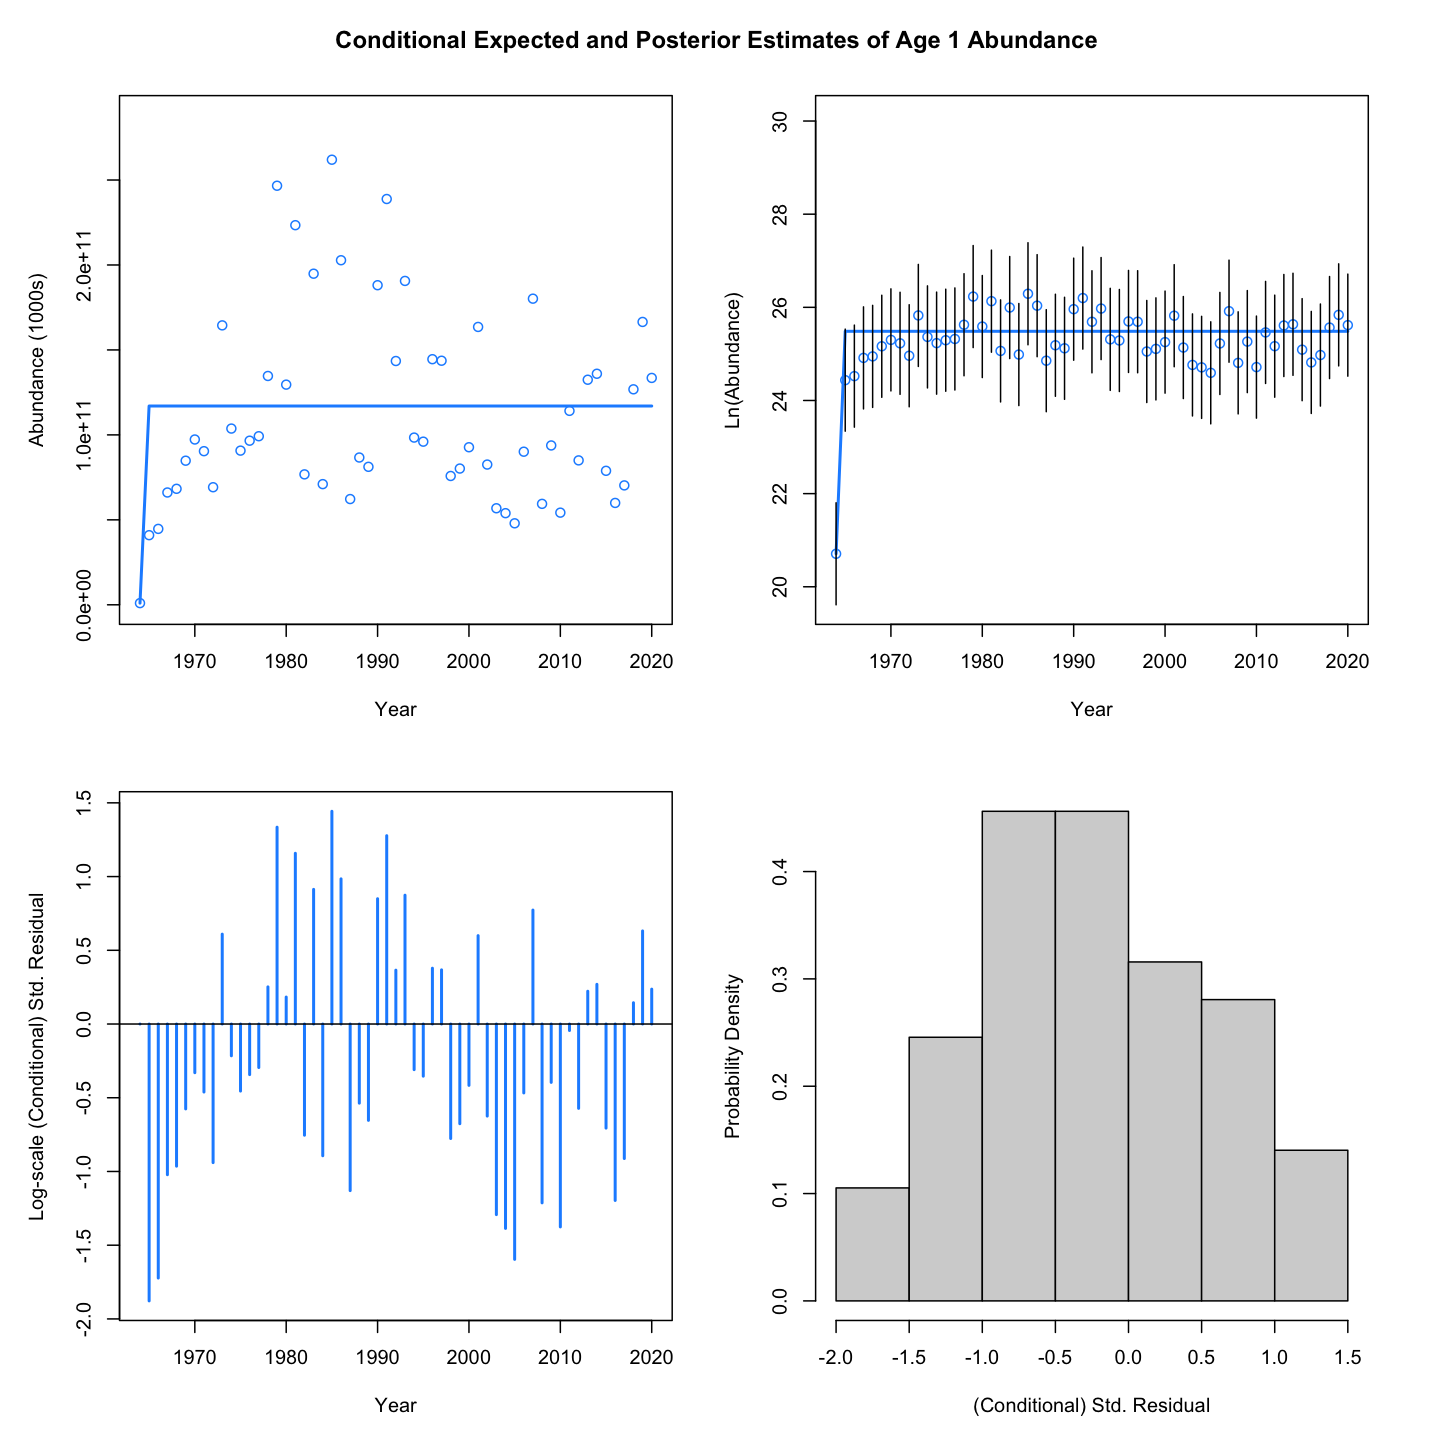 Conditional Expected and Posterior Estimates of Age 1 Abundance
Abundance (1000s)
0.0e+00 1.0e+11 2.0e+11
1970 1980 1990 2000 2010 2020
Year
Ln(Abundance)
20 22 24 26 28 30
1970 1980 1990 2000 2010 2020
Year
Log-scale (Conditional) Std. Residual
-2.0 -1.5 -1.0 -0.5 0.0 0.5 1.0 1.5
1970 1980 1990 2000 2010 2020
Year
Probability Density
0.0 0.1 0.2 0.3 0.4
-2.0 -1.5 -1.0 -0.5 0.0 0.5 1.0 1.5
(Conditional) Std. Residual